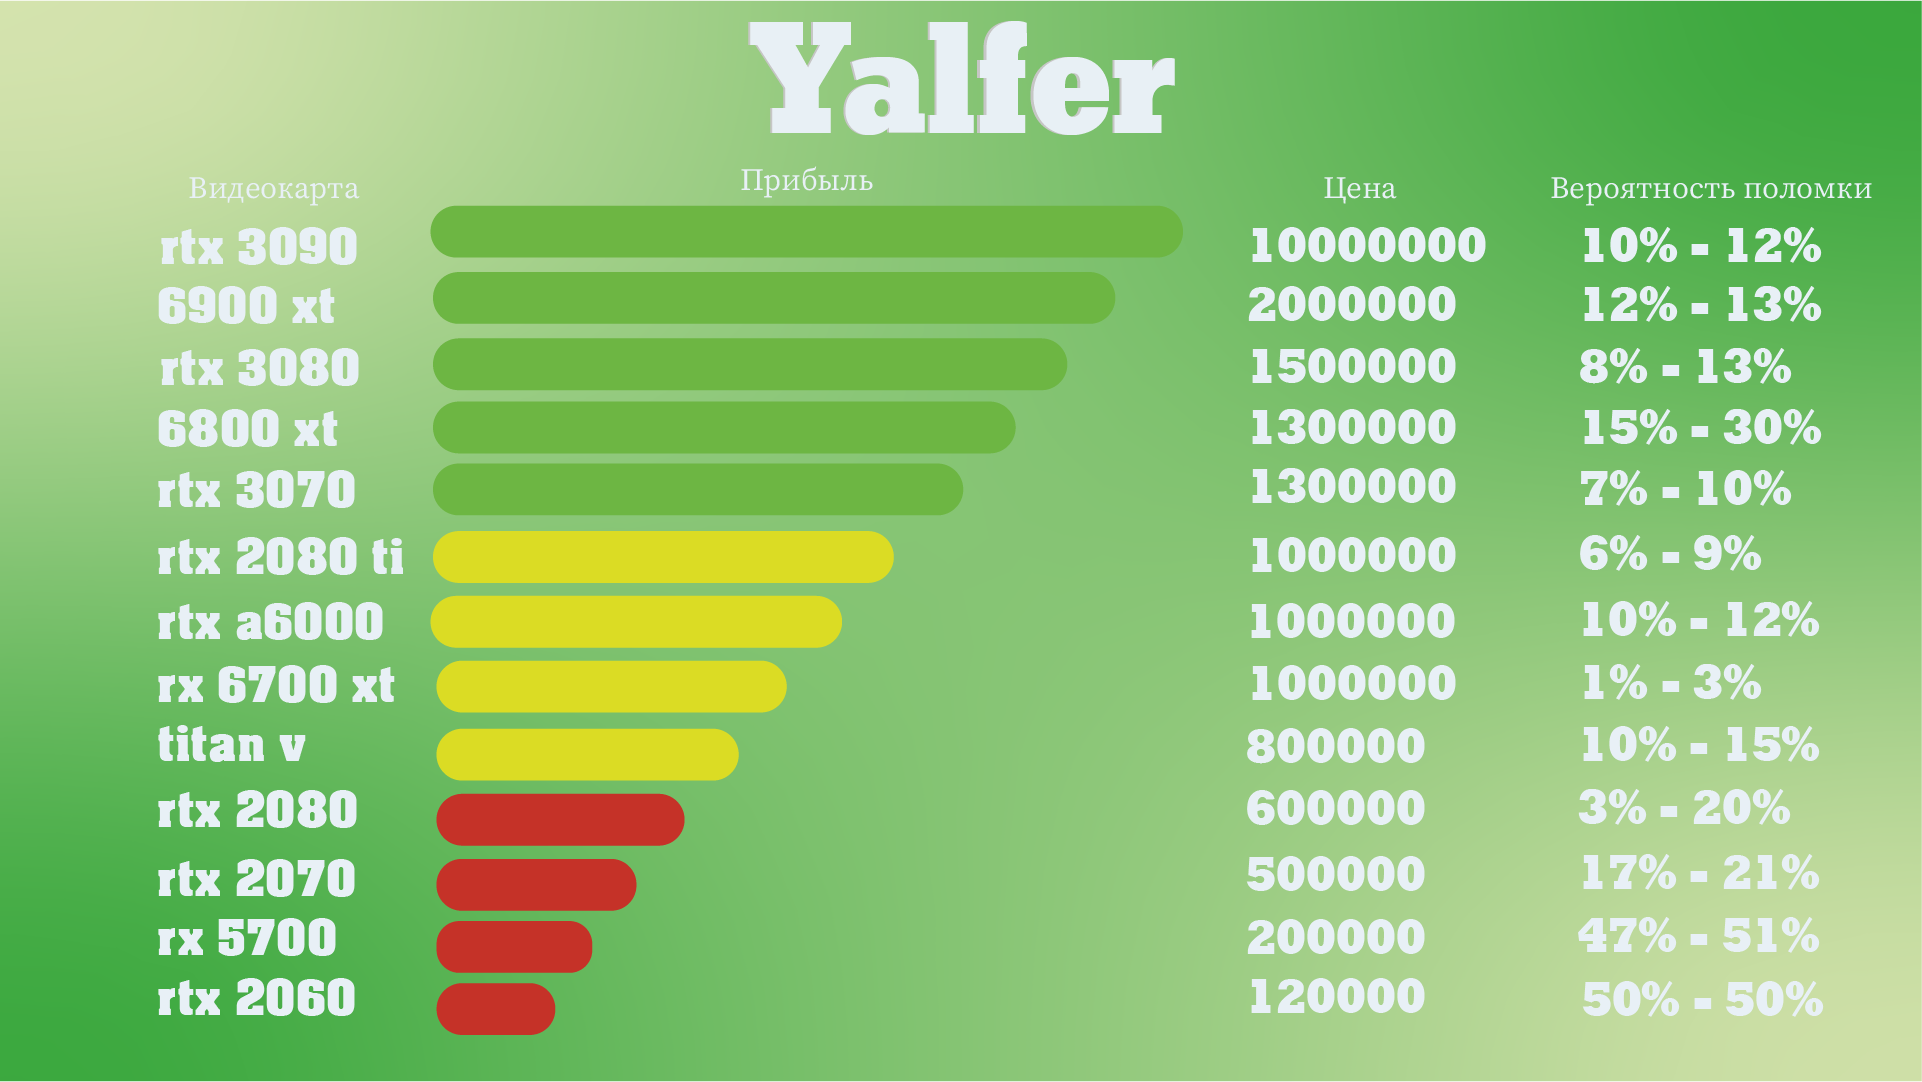 Yalfer
Видеокарта Прибыль Цена Вероятность поломки
rtx 3090 10000000 10% - 12%
6900 xt 2000000 12% - 13%
rtx 3080 1500000 8% - 13%
6800 xt 1300000 15% - 30%
rtx 3070 1300000 7% - 10%
rtx 2080 ti 1000000 6% - 9%
rtx a6000 1000000 10% - 12%
rx 6700 xt 1000000 1% - 3%
titan v 800000 10% - 15%
rtx 2080 600000 3% - 20%
rtx 2070 500000 17% - 21%
rx 5700 200000 47% - 51%
rtx 2060 120000 50% - 50%